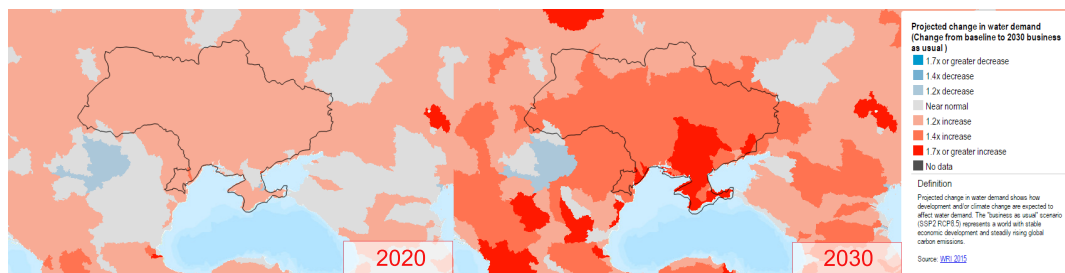 2020
2030
Projected change in water demand
(Change from baseline to 2030 business
as usual )
1.7x or greater decrease
1.4x decrease
1.2x decrease
Near normal
1.2x increase
1.4x increase
1.7x or greater increase
No data
Definition
Projected change in water demand shows how
development and/or climate change are expected to
affect water demand. The "business as usual" scenario
(SSP2 RCP8.5) represents a world with stable
economic development and steadily rising global
carbon emissions.
Source: WRI 2015